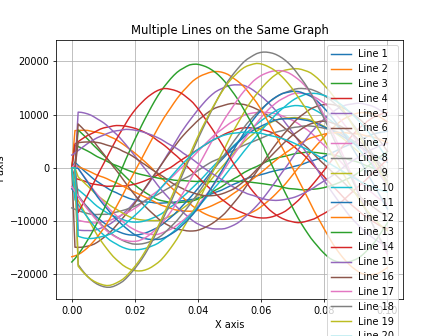 Multiple Lines on the Same Graph
20000
10000
0
−10000
−20000
0.00
0.02
0.04
0.06
X axis
Line 1
Line 2
Line 3
Line 4
Line 5
Line 6
Line 7
Line 8
Line 9
Line 10
Line 11
Line 12
Line 13
Line 14
Line 15
Line 16
Line 17
Line 18
Line 19
Line 20